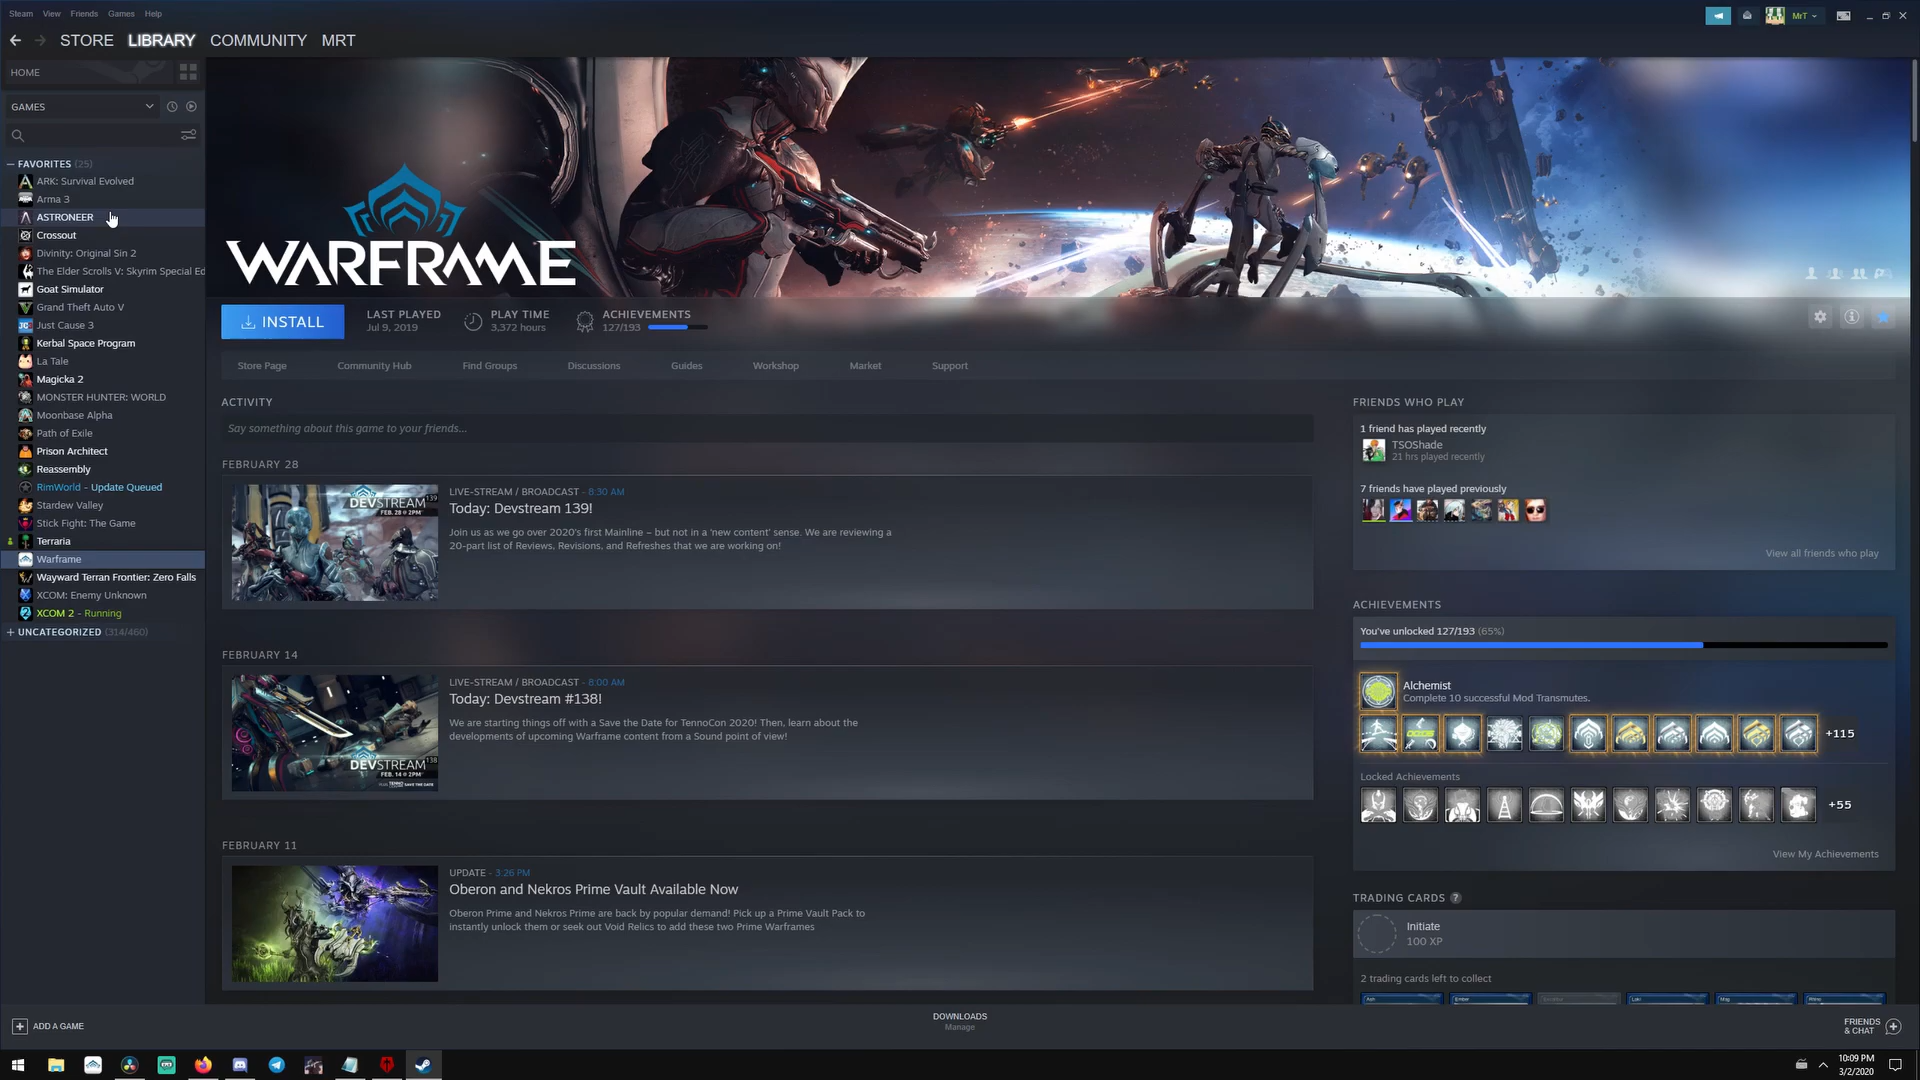 Steam View Friends Games Help
MrT
STORE LIBRARY COMMUNITY MRT
HOME
GAMES
FAVORITES (25)
ARK: Survival Evolved
Arma 3
ASTRONEER
Crossout
Divinity: Original Sin 2
The Elder Scrolls V: Skyrim Special Ed
Goat Simulator
Grand Theft Auto V
Just Cause 3
Kerbal Space Program
La Tale
Magicka 2
MONSTER HUNTER: WORLD
Moonbase Alpha
Path of Exile
Prison Architect
Reassembly
RimWorld - Update Queued
Stardew Valley
Stick Fight: The Game
Terraria
Warframe
Wayward Terran Frontier: Zero Falls
XCOM: Enemy Unknown
XCOM 2 - Running
UNCATEGORIZED (314/460)
WARFRAME
INSTALL
LAST PLAYED
Jul 9, 2019
PLAY TIME
3,372 hours
ACHIEVEMENTS
127/193
Store Page Community Hub Find Groups Discussions Guides Workshop Market Support
ACTIVITY
Say something about this game to your friends...
FEBRUARY 28
DEVSTREAM 139
FEB. 28 @ 2PM
LIVE-STREAM / BROADCAST - 8:30 AM
Today: Devstream 139!
Join us as we go over 2020's first Mainline – but not in a 'new content' sense. We are reviewing a
20-part list of Reviews, Revisions, and Refreshes that we are working on!
FEBRUARY 14
DEVSTREAM 138
FEB. 14 @ 2PM
LIVE-STREAM / BROADCAST - 8:00 AM
Today: Devstream #138!
We are starting things off with a Save the Date for TennoCon 2020! Then, learn about the
developments of upcoming Warframe content from a Sound point of view!
FEBRUARY 11
UPDATE - 3:26 PM
Oberon and Nekros Prime Vault Available Now
Oberon Prime and Nekros Prime are back by popular demand! Pick up a Prime Vault Pack to
instantly unlock them or seek out Void Relics to add these two Prime Warframes
FRIENDS WHO PLAY
1 friend has played recently
TSOShade
21 hrs played recently
7 friends have played previously
View all friends who play
ACHIEVEMENTS
You've unlocked 127/193 (65%)
Alchemist
Complete 10 successful Mod Transmutes.
+115
Locked Achievements
+55
View My Achievements
TRADING CARDS ?
Initiate
100 XP
2 trading cards left to collect
Ash Ember Excalibur Loki Mag Rhino
ADD A GAME
DOWNLOADS
Manage
FRIENDS
& CHAT
10:09 PM
3/2/2020